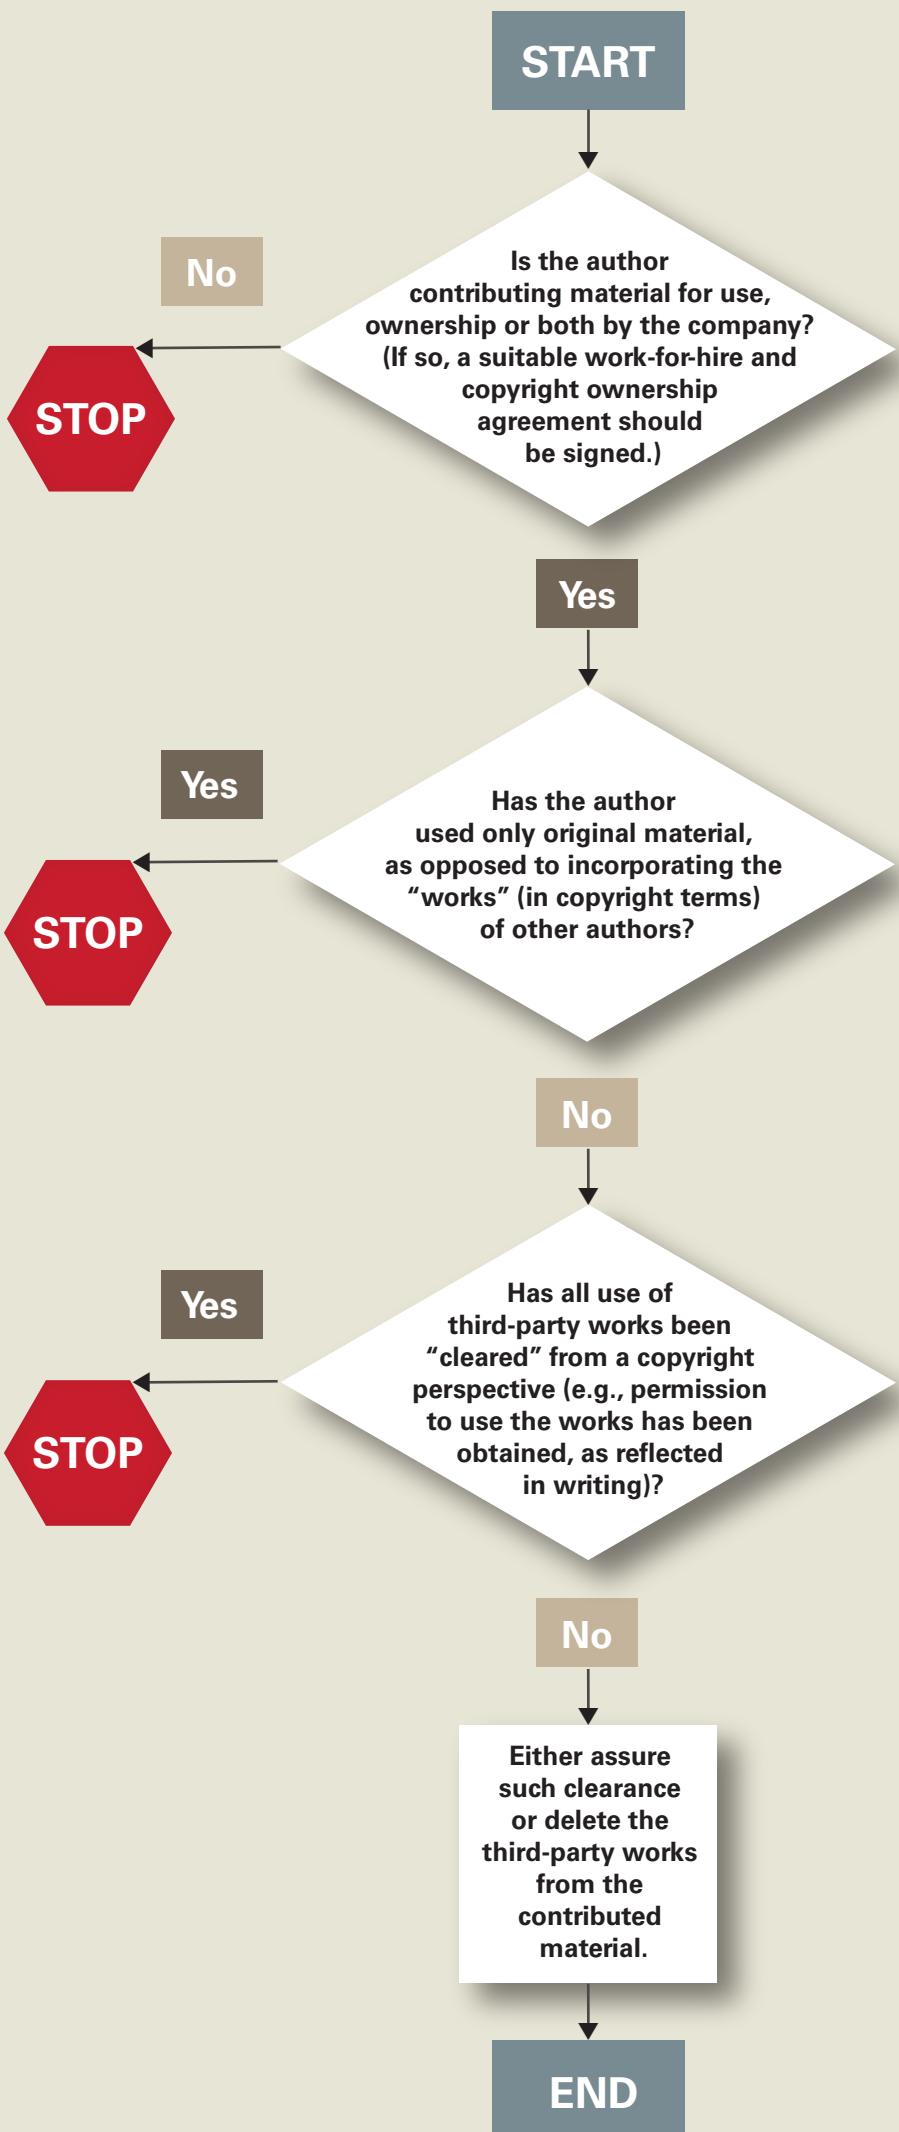 START
Is the author
contributing material for use,
ownership or both by the company?
(If so, a suitable work-for-hire and
copyright ownership
agreement should
be signed.)
No
STOP
Yes
Has the author
used only original material,
as opposed to incorporating the
“works” (in copyright terms)
of other authors?
Yes
STOP
No
Has all use of
third-party works been
“cleared” from a copyright
perspective (e.g., permission
to use the works has been
obtained, as reflected
in writing)?
Yes
STOP
No
Either assure
such clearance
or delete the
third-party works
from the
contributed
material.
END